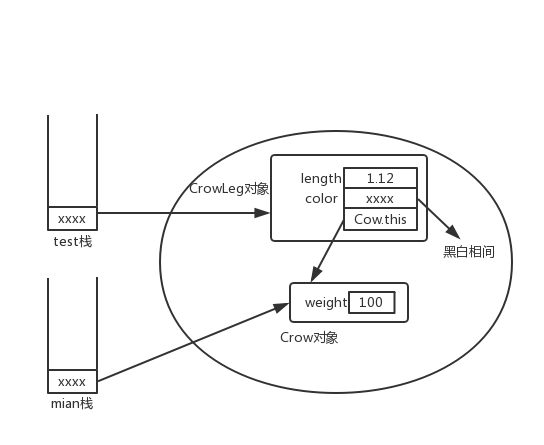 xxxx
test栈
CrowLeg对象
length 1.12
color xxxx
Cow.this
黑白相间
weight 100
Crow对象
xxxx
mian栈